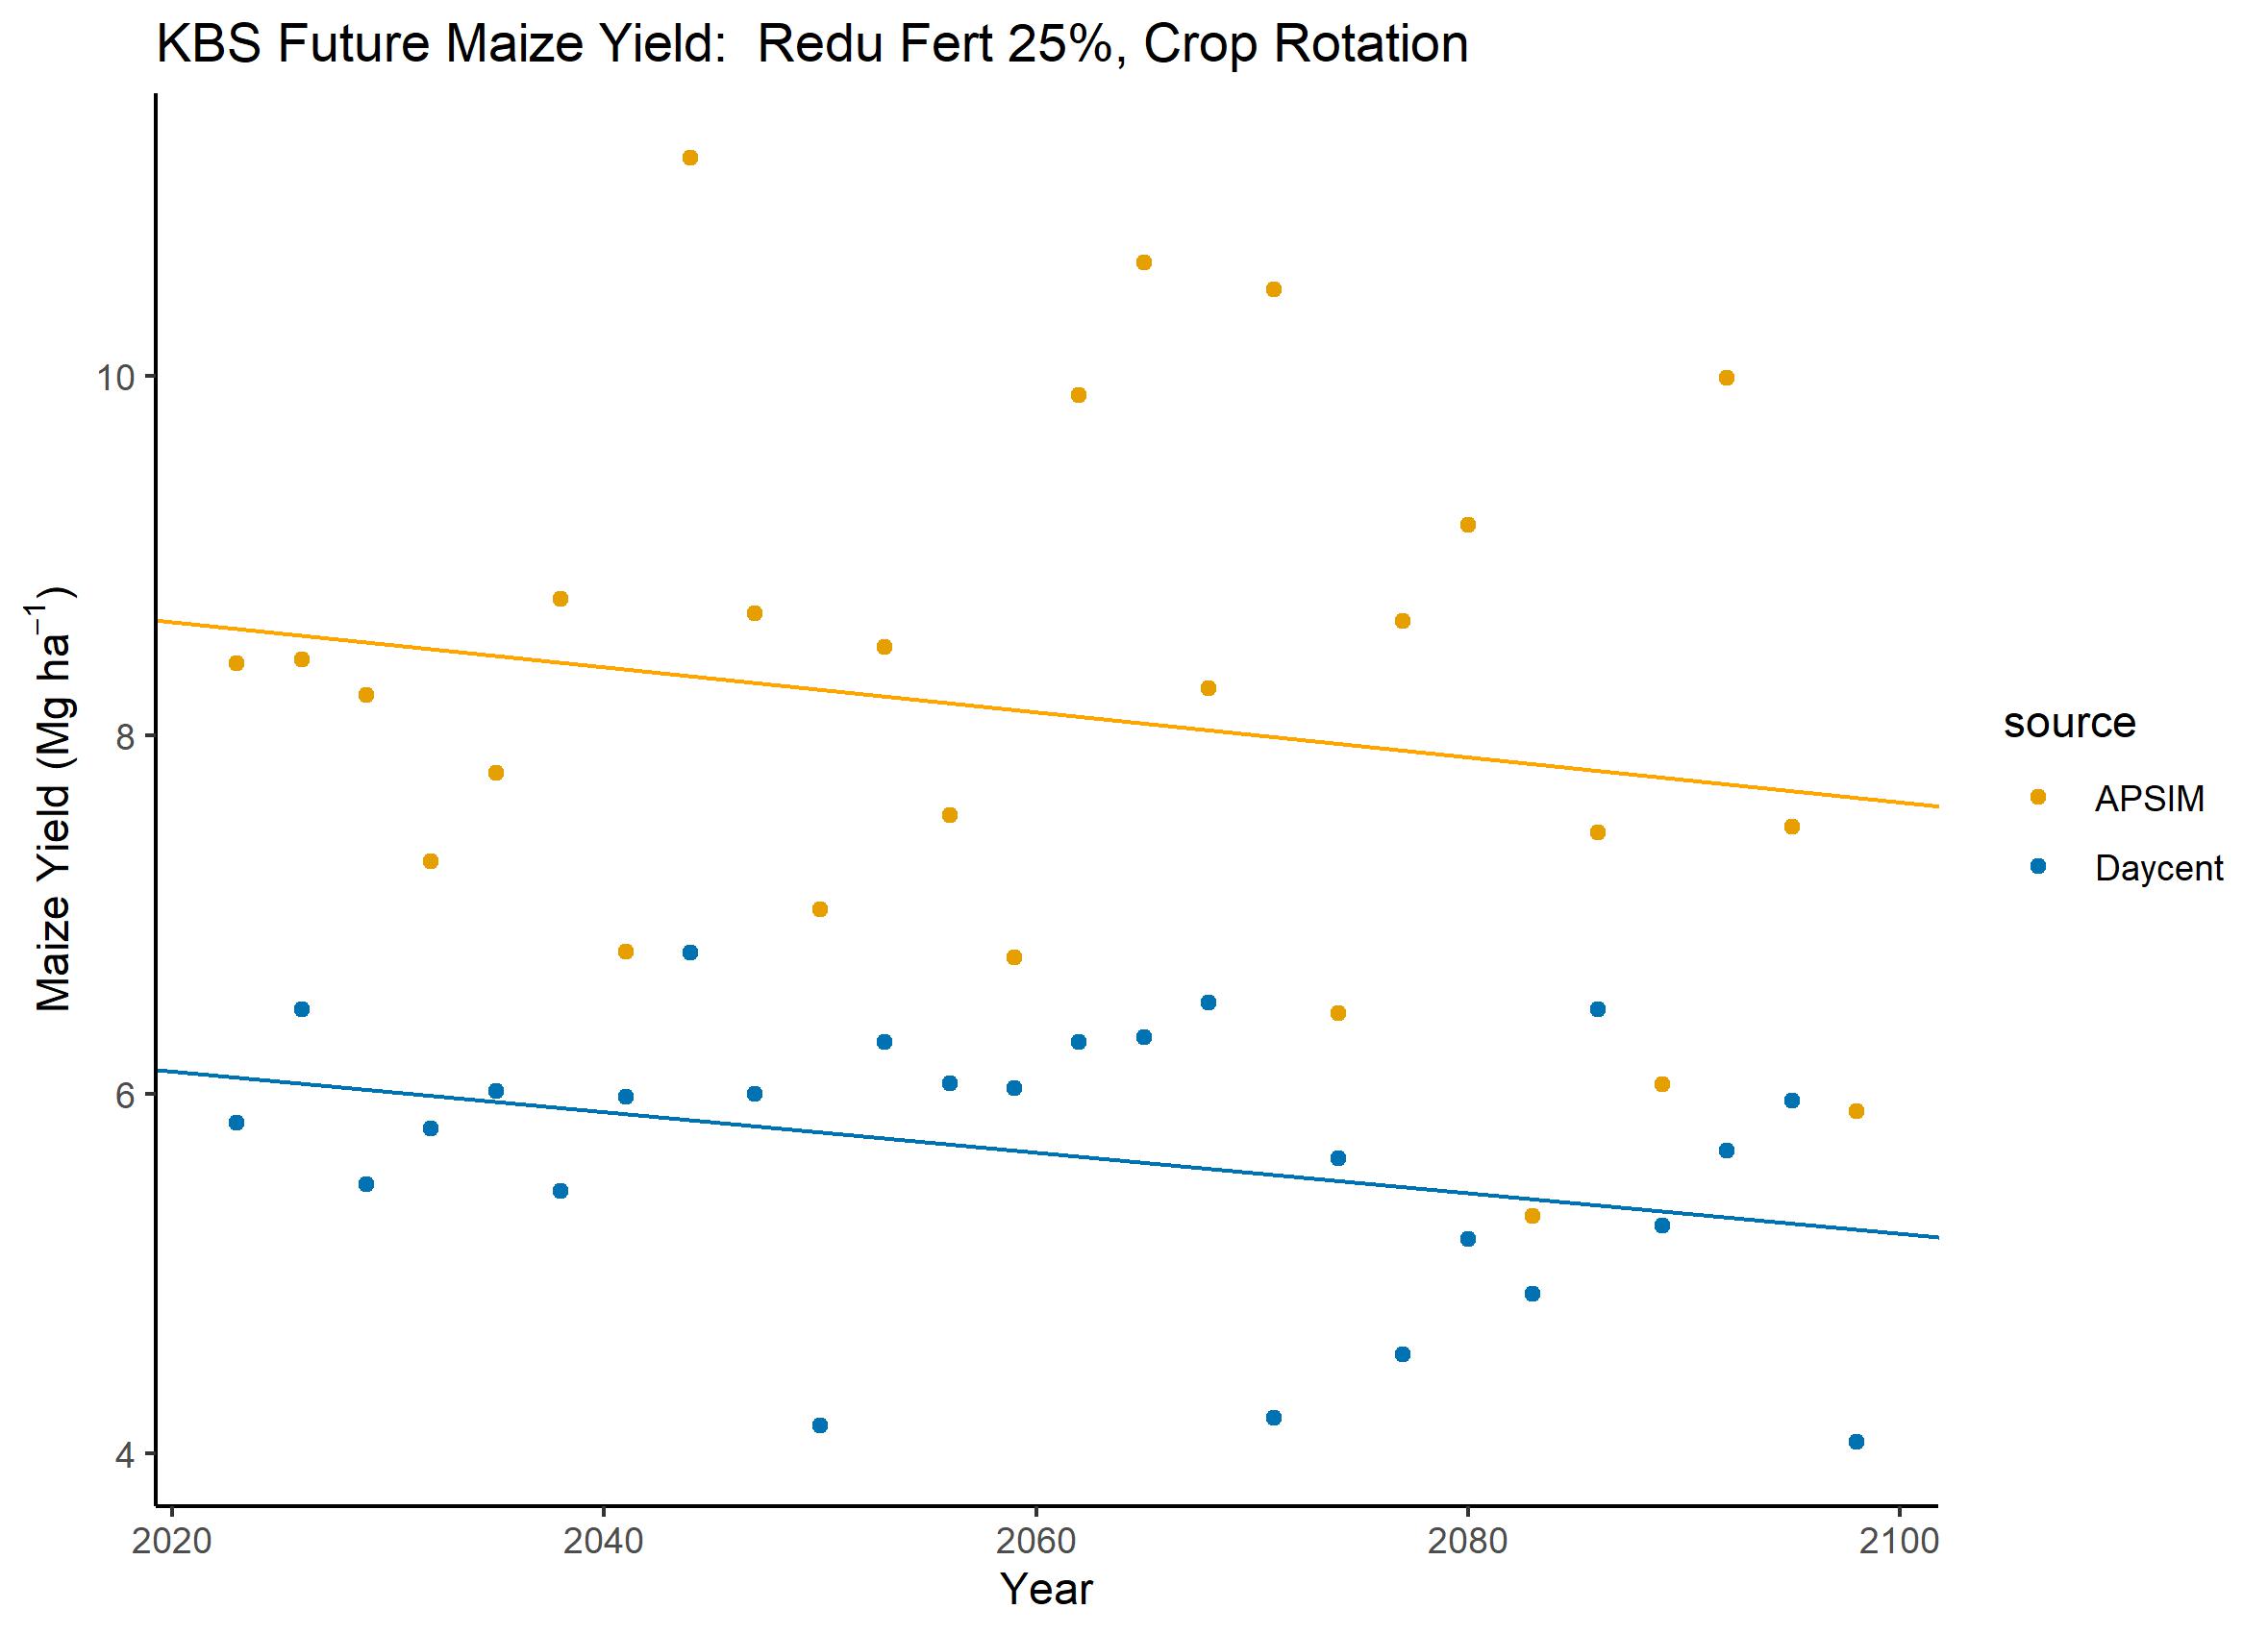 KBS Future Maize Yield:  Redu Fert 25%, Crop Rotation
Maize Yield (Mg ha⁻¹)
10
8
6
4
2020 2040 2060 2080 2100
Year
source
APSIM
Daycent